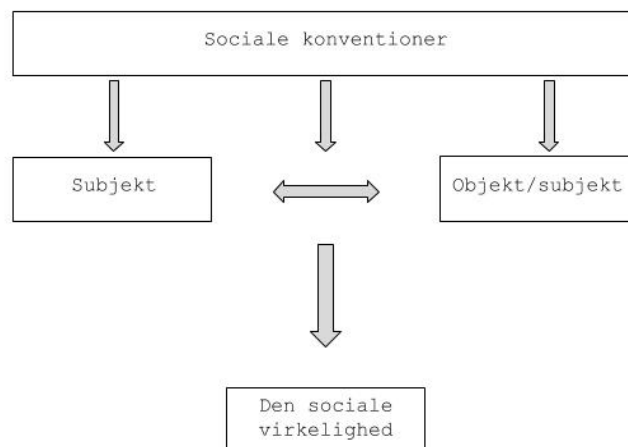 Sociale konventioner
Subjekt
Objekt/subjekt
Den sociale
virkelighed